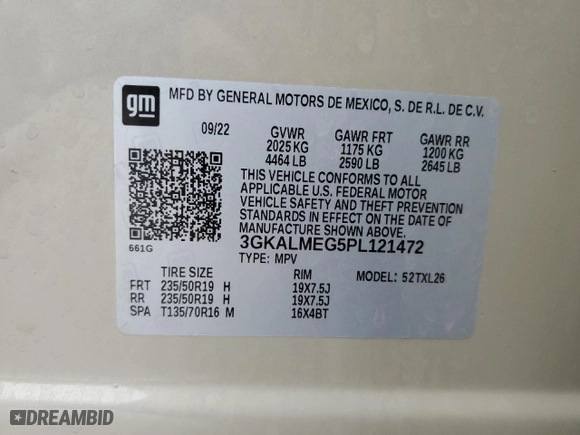 gm
MFD BY GENERAL MOTORS DE MEXICO, S. DE R.L. DE C.V.
09/22 GVWR GAWR FRT GAWR RR
2025 KG 1175 KG 1200 KG
4464 LB 2590 LB 2645 LB
THIS VEHICLE CONFORMS TO ALL
APPLICABLE U.S. FEDERAL MOTOR
VEHICLE SAFETY AND THEFT PREVENTION
STANDARDS IN EFFECT ON THE DATE OF
MANUFACTURE SHOWN ABOVE.
3GKALMEG5PL121472
661G TYPE: MPV
TIRE SIZE RIM MODEL: 52TXL26
FRT 235/50R19 H 19X7.5J
RR 235/50R19 H 19X7.5J
SPA T135/70R16 M 16X4BT
DREAMBID